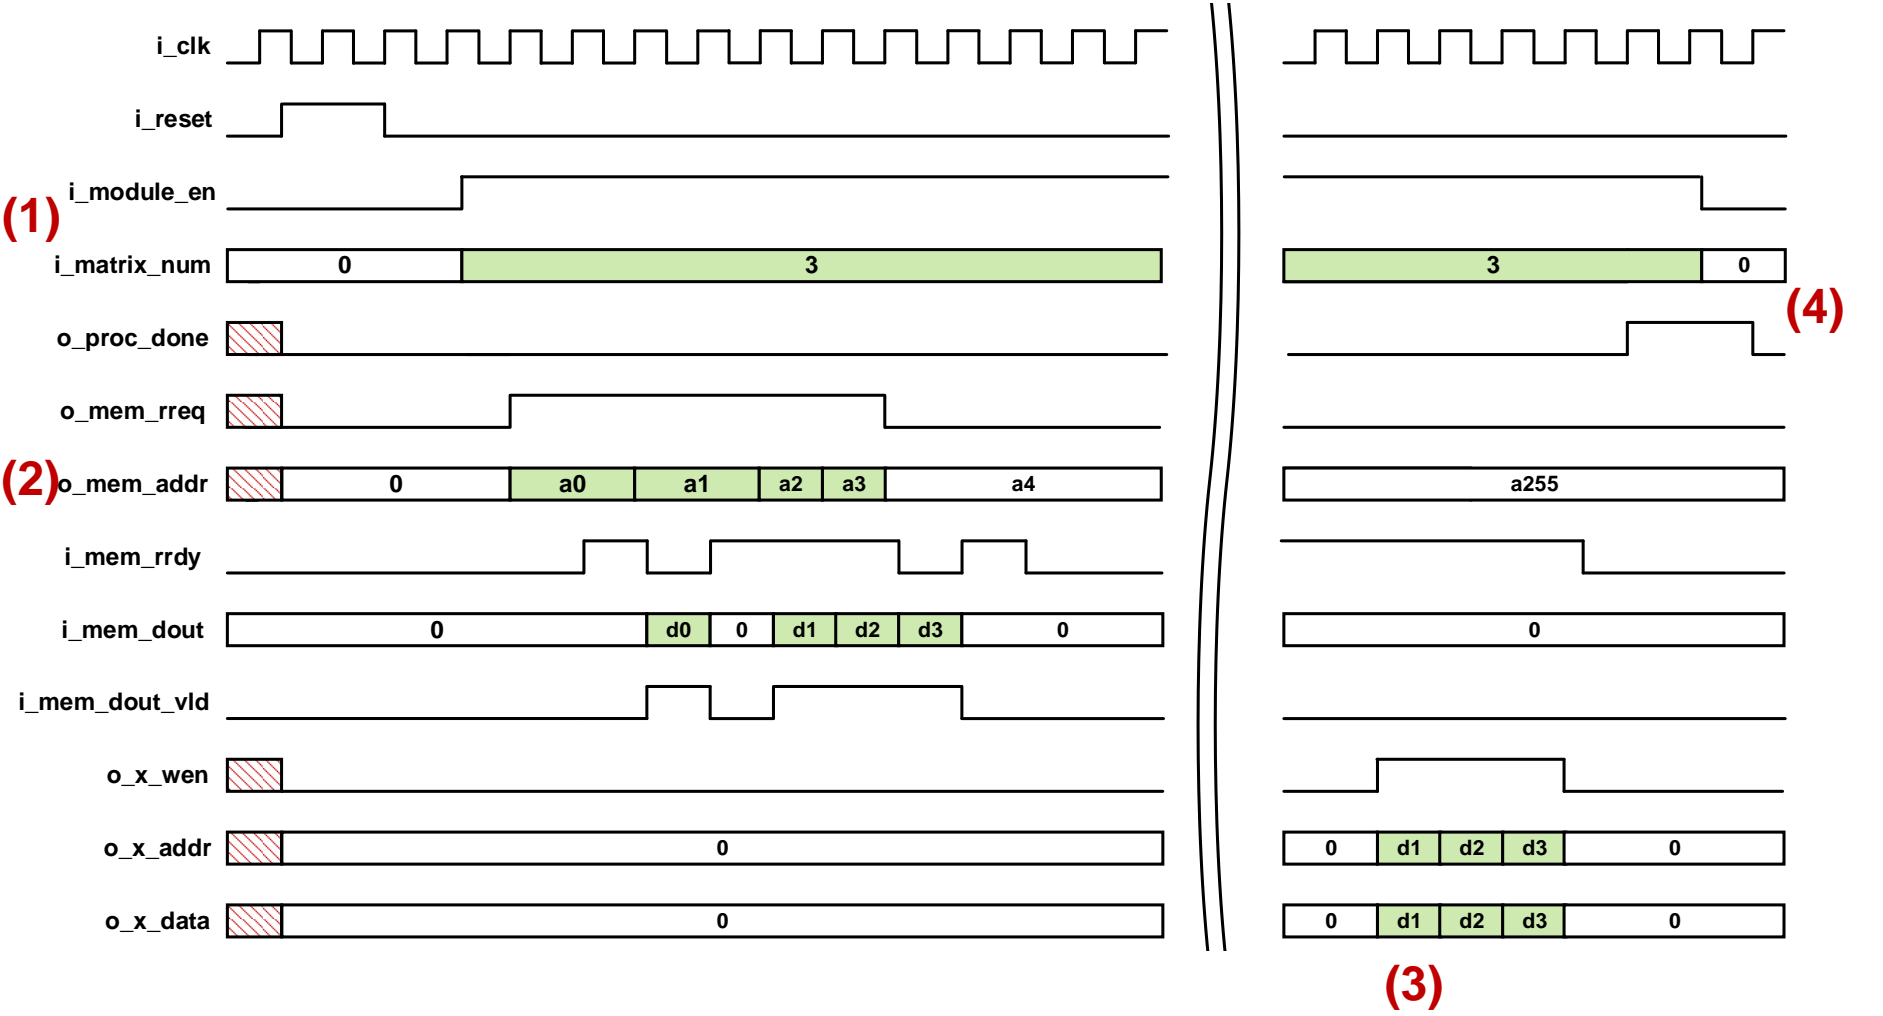 i_clk
i_reset
i_module_en
(1)
i_matrix_num 0 3 3 0
(4)
o_proc_done
o_mem_rreq
(2) o_mem_addr 0 a0 a1 a2 a3 a4 a255
i_mem_rrdy
i_mem_dout 0 d0 0 d1 d2 d3 0 0
i_mem_dout_vld
o_x_wen
o_x_addr 0 0 d1 d2 d3 0
o_x_data 0 0 d1 d2 d3 0
(3)